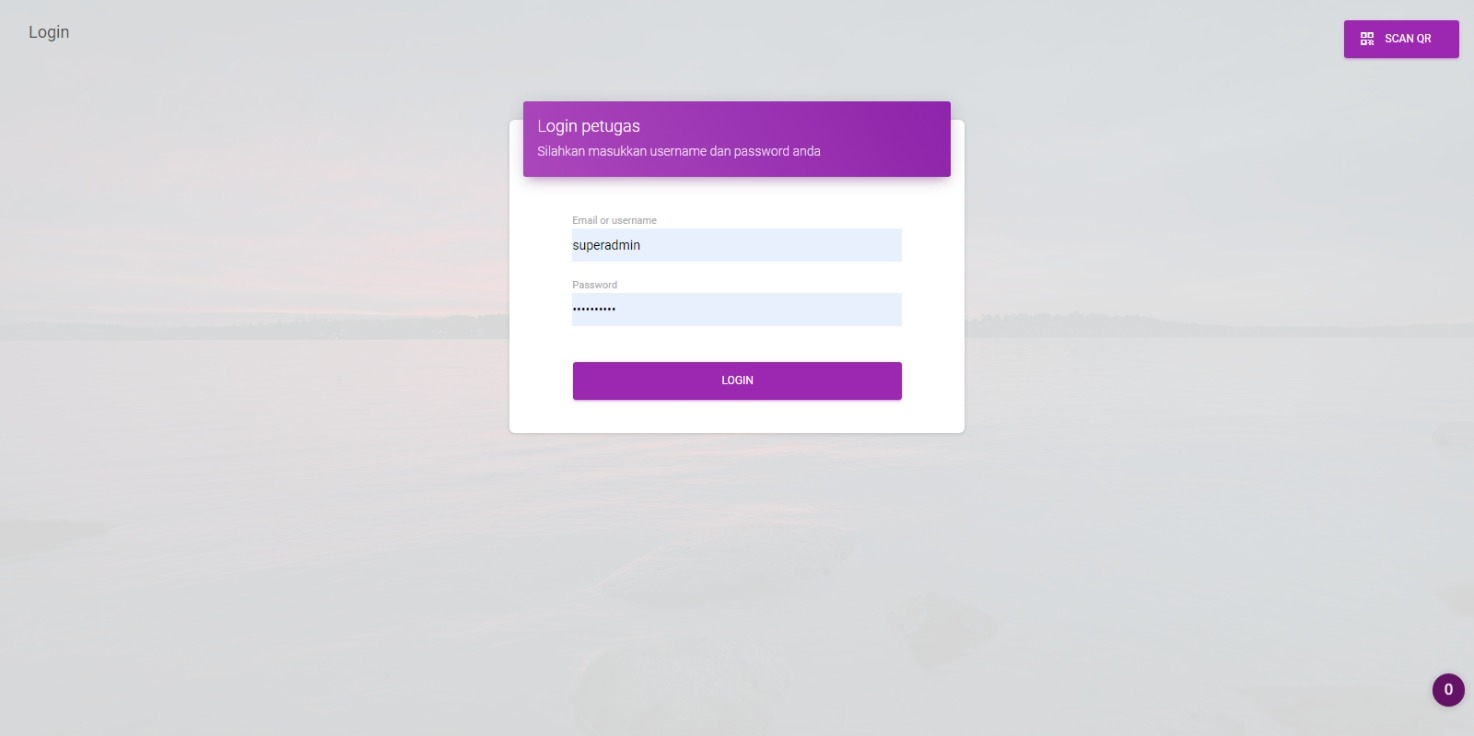 Login
SCAN QR
Login petugas
Silahkan masukkan username dan password anda
Email or username
superadmin
Password
••••••••••
LOGIN
0